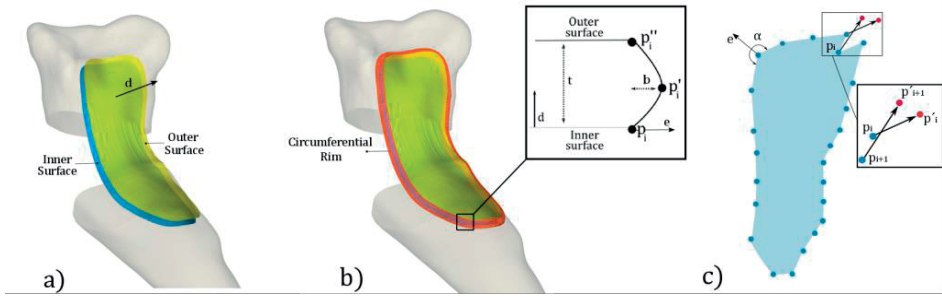 d
Inner
Surface
Outer
Surface
a)
Circumferential
Rim
b)
Outer
surface
p''i
t
b
p'i
d
Inner
surface
pi
e
e
α
pi
p'i+1
p'i
pi
pi+1
c)